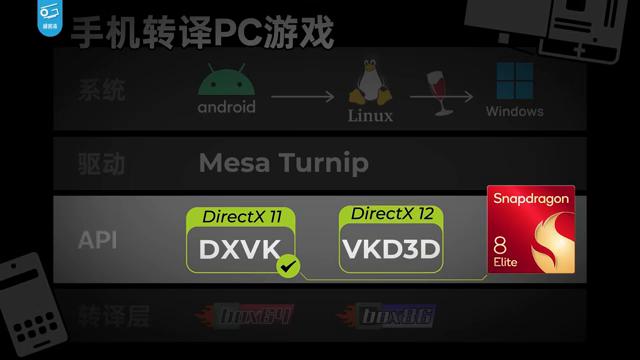 手机转译PC游戏
系统
android
Linux
Windows
驱动
Mesa Turnip
API
DirectX 11
DXVK
DirectX 12
VKD3D
Snapdragon
8
Elite
转译层
box64
box86